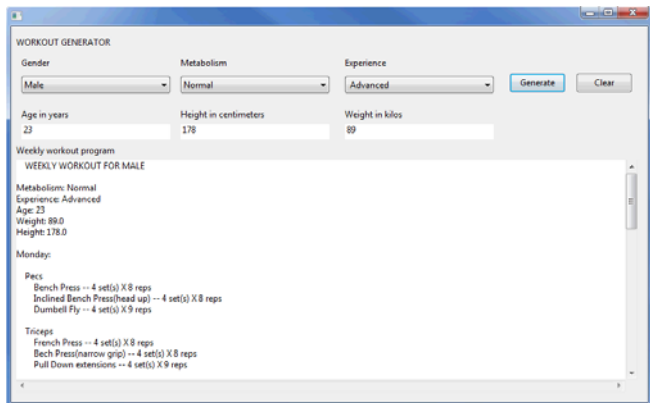 WORKOUT GENERATOR
Gender Metabolism Experience
Male Normal Advanced Generate Clear
Age in years Height in centimeters Weight in kilos
23 178 89
Weekly workout program
WEEKLY WORKOUT FOR MALE
Metabolism: Normal
Experience: Advanced
Age: 23
Weight: 89.0
Height: 178.0
Monday:
Pecs
Bench Press -- 4 set(s) X 8 reps
Inclined Bench Press(head up) -- 4 set(s) X 8 reps
Dumbell Fly -- 4 set(s) X 9 reps
Triceps
French Press -- 4 set(s) X 8 reps
Bech Press(narrow grip) -- 4 set(s) X 8 reps
Pull Down extensions -- 4 set(s) X 9 reps